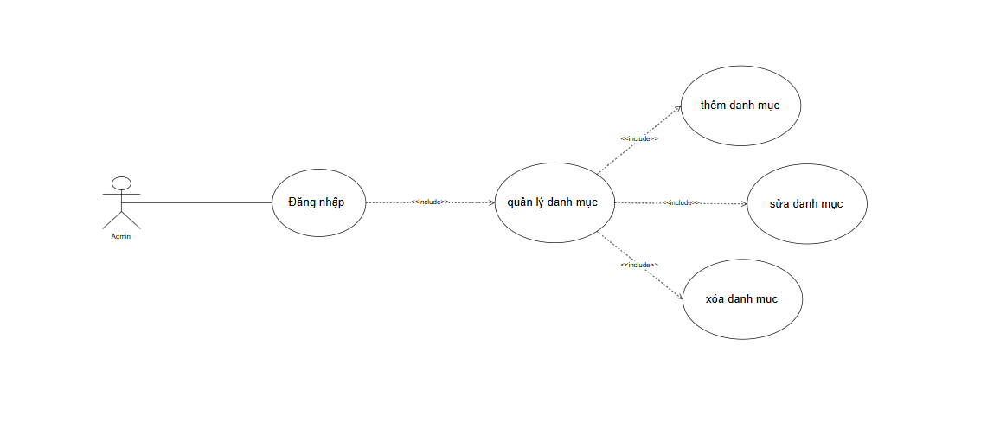 thêm danh mục
<<include>>
Đăng nhập
<<include>>
quản lý danh mục
<<include>>
sửa danh mục
Admin
<<include>>
xóa danh mục